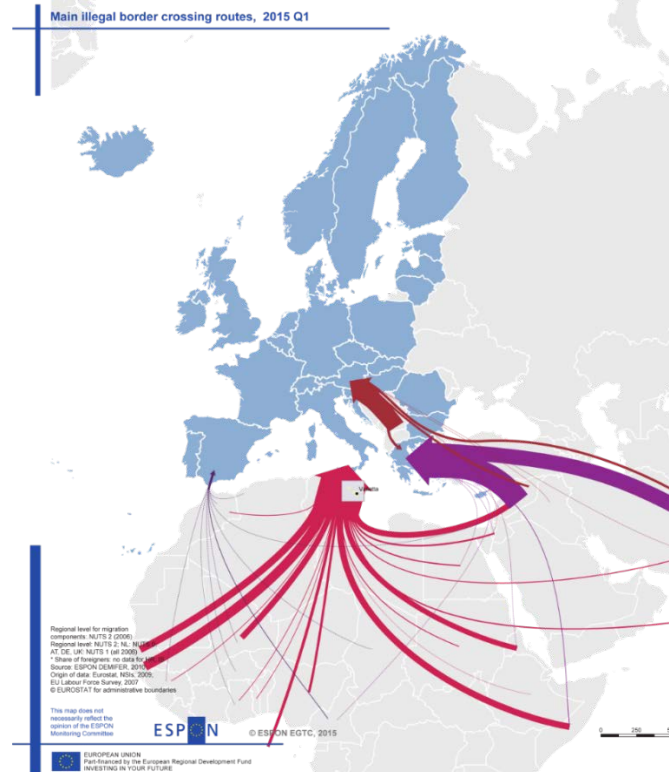 Main illegal border crossing routes, 2015 Q1
Regional level for migration
components: NUTS 2 (2006)
Regional level: NUTS 2; NL:
AT, DE, UK: NUTS 1 (all 2006)
* Share of foreigners: no data for
Source: ESPON DEMIFER, 2010
Origin of data: Eurostat, NSIs, 2009,
EU Labour Force Survey, 2007
© EUROSTAT for administrative boundaries
This map does not
necessarily reflect the
opinion of the ESPON
Monitoring Committee
ESPON
© ESPON EGTC, 2015
0 250
EUROPEAN UNION
Part-financed by the European Regional Development Fund
INVESTING IN YOUR FUTURE